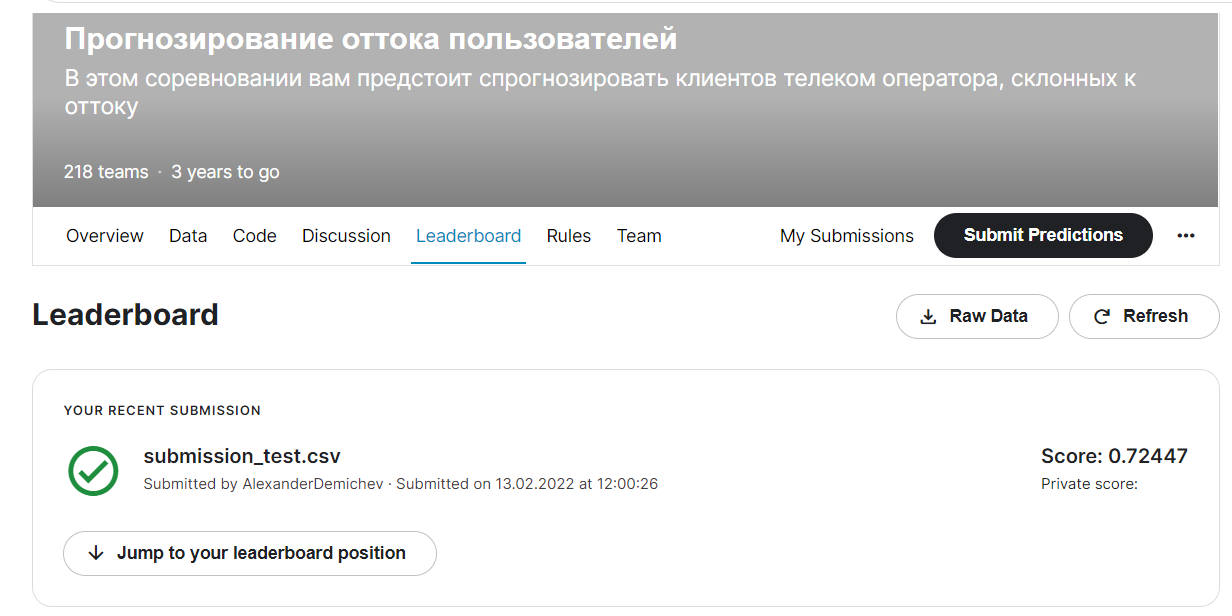 Прогнозирование оттока пользователей
В этом соревновании вам предстоит спрогнозировать клиентов телеком оператора, склонных к
оттоку
218 teams · 3 years to go
Overview Data Code Discussion Leaderboard Rules Team My Submissions Submit Predictions ...
Leaderboard Raw Data Refresh
YOUR RECENT SUBMISSION
submission_test.csv Score: 0.72447
Submitted by AlexanderDemichev · Submitted on 13.02.2022 at 12:00:26 Private score:
Jump to your leaderboard position